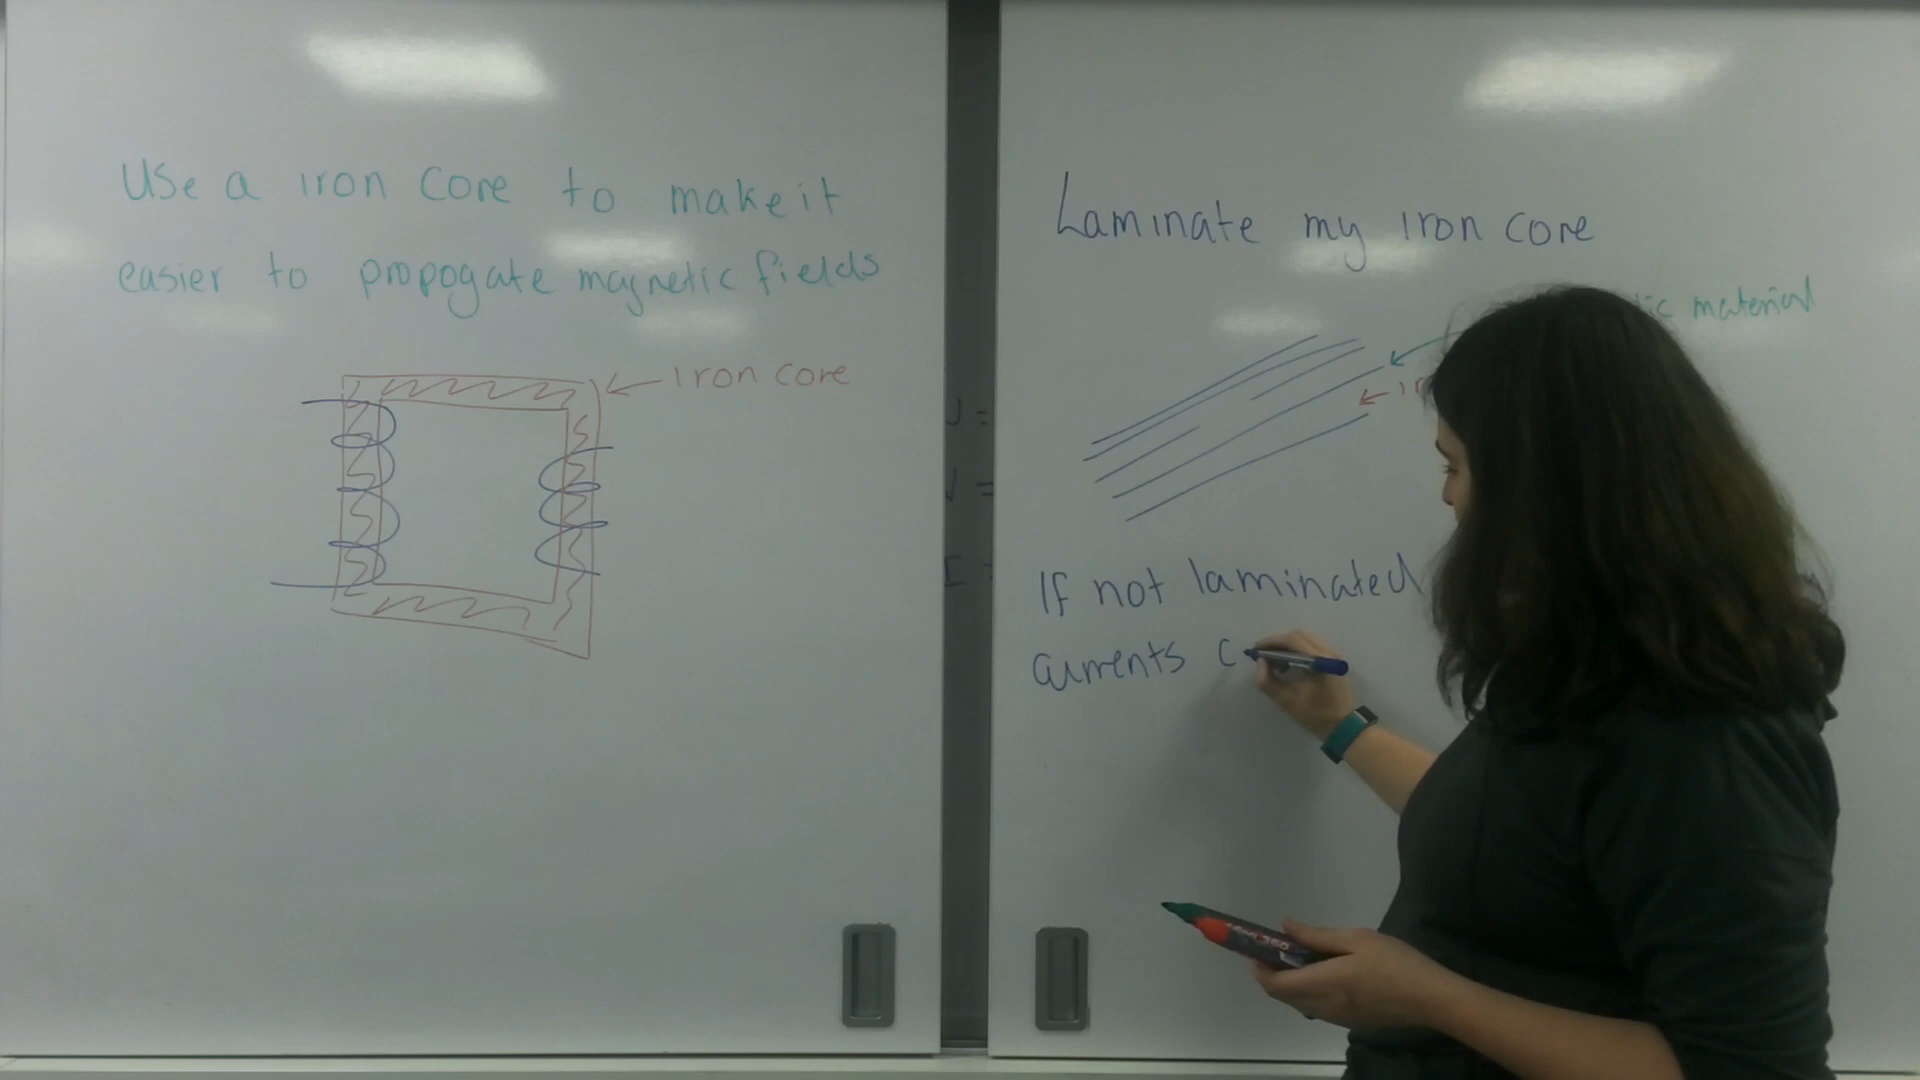 Use a iron core to make it
easier to propogate magnetic fields
iron core
Laminate my iron core
material
If not laminated
currents c